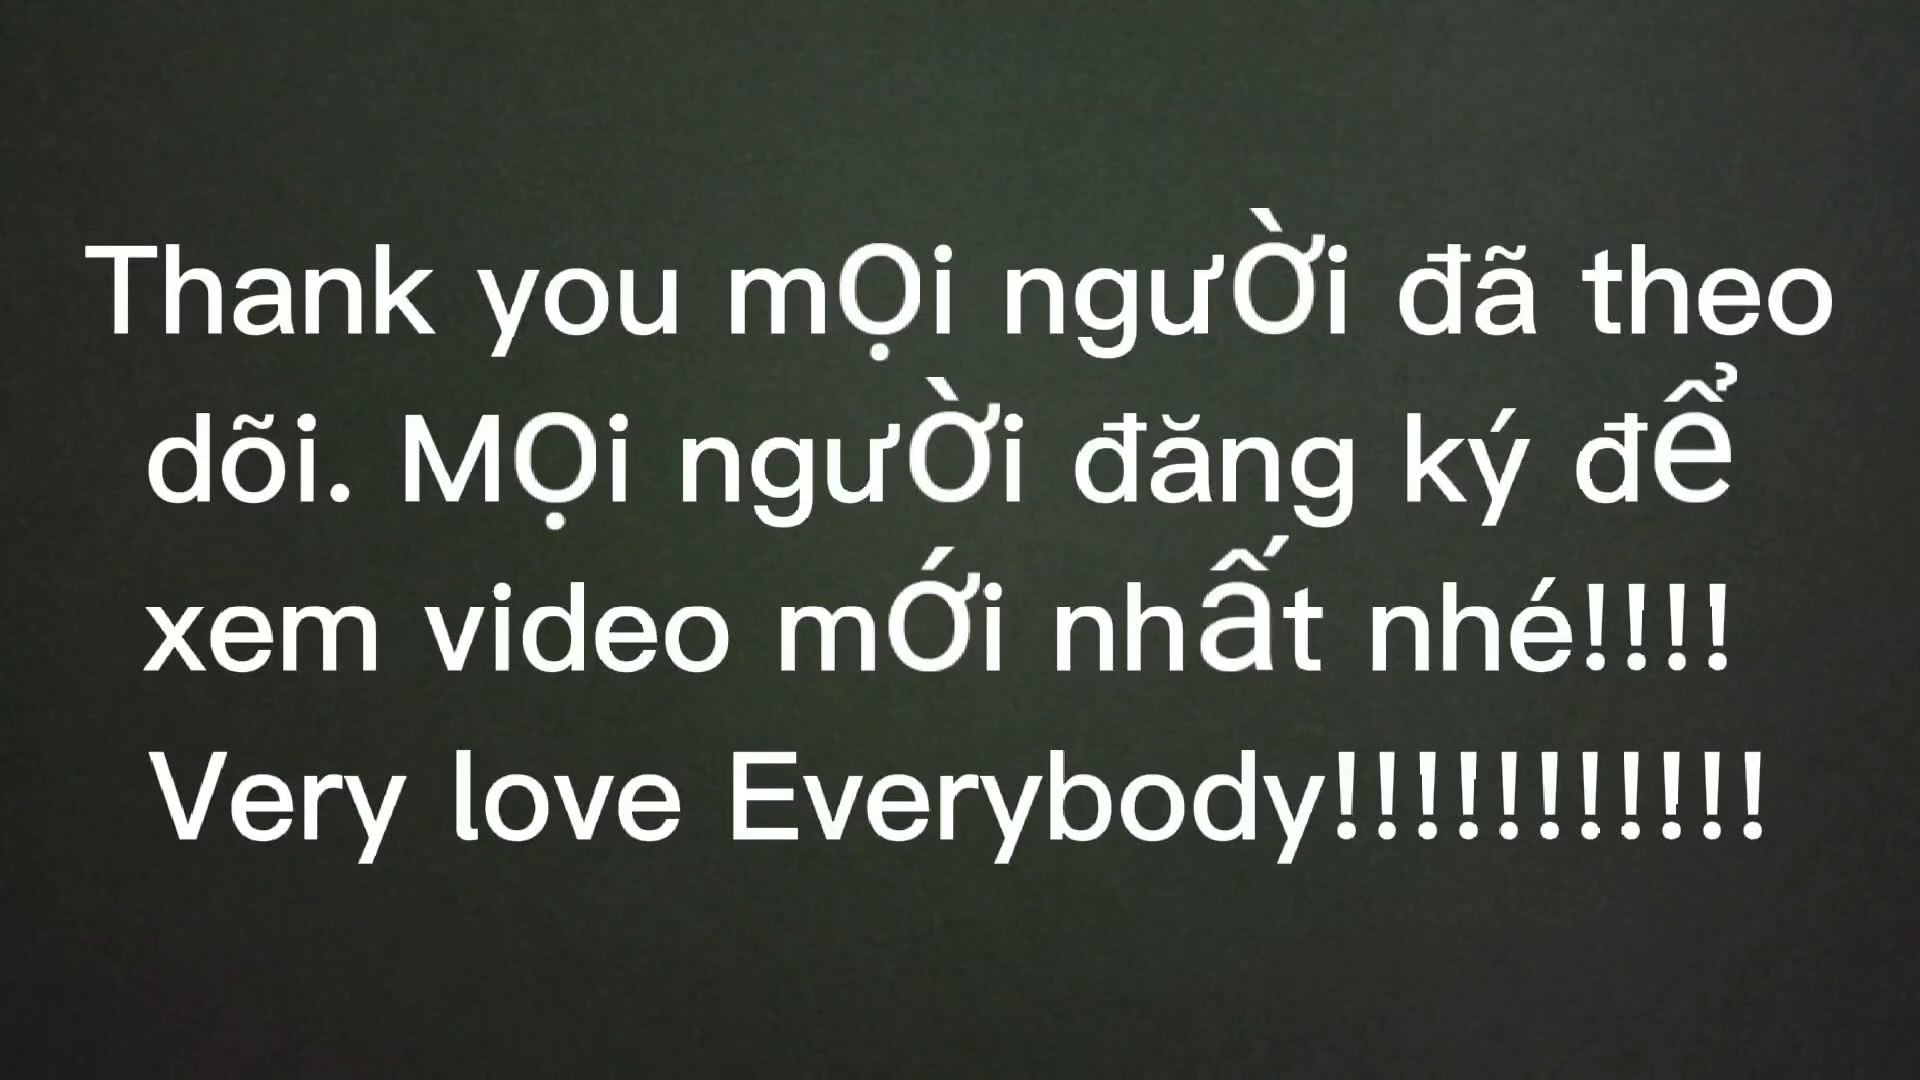 Thank you mọi người đã theo
dõi. Mọi người đăng ký để
xem video mới nhất nhé!!!!
Very love Everybody!!!!!!!!!!!